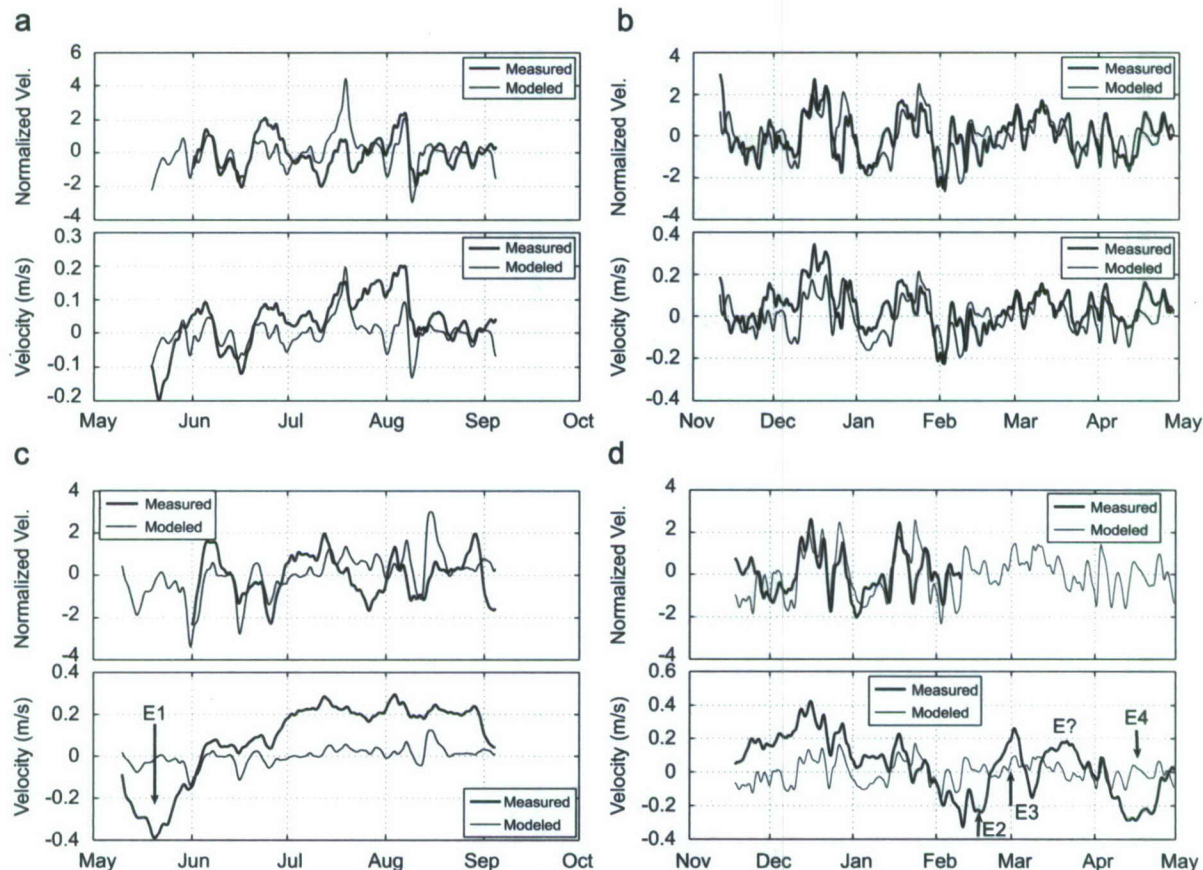 a
6
4
2
0
-2
-4
Normalized Vel.
Measured
Modeled
0.3
0.2
0.1
0
-0.1
-0.2
Velocity (m/s)
Measured
Modeled
May Jun Jul Aug Sep Oct
b
4
2
0
-2
-4
Normalized Vel.
Measured
Modeled
0.4
0.2
0
-0.2
-0.4
Velocity (m/s)
Measured
Modeled
Nov Dec Jan Feb Mar Apr May
c
4
2
0
-2
-4
Normalized Vel.
Measured
Modeled
0.4
0.2
0
-0.2
-0.4
Velocity (m/s)
E1
Measured
Modeled
May Jun Jul Aug Sep Oct
d
4
2
0
-2
-4
Normalized Vel.
Measured
Modeled
0.6
0.4
0.2
0
-0.2
-0.4
Velocity (m/s)
Measured
Modeled
E?
E4
E3
E2
Nov Dec Jan Feb Mar Apr May